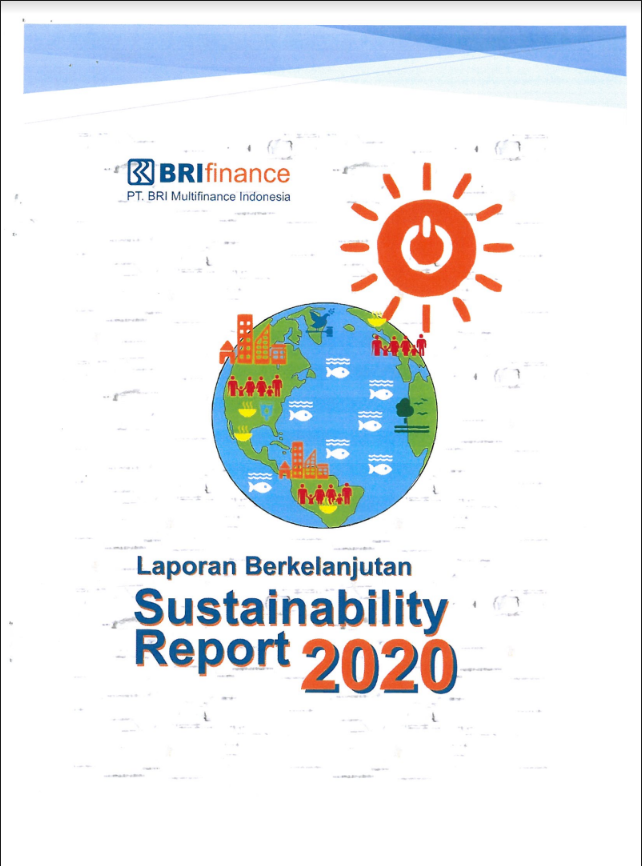 BRIfinance
PT. BRI Multifinance Indonesia
Laporan Berkelanjutan
Sustainability
Report 2020